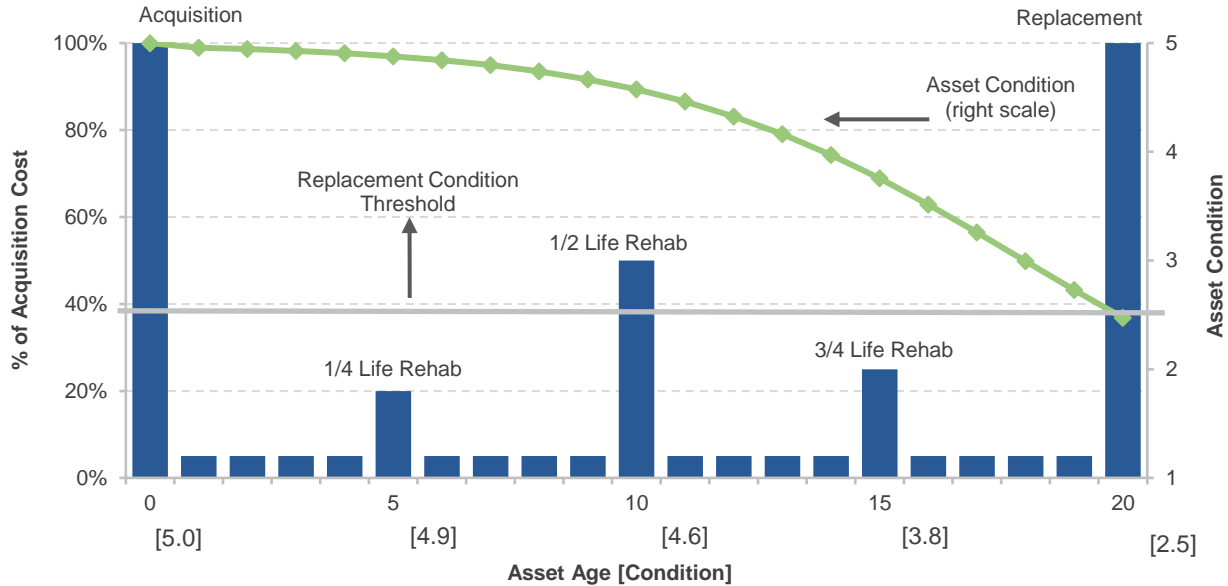 Acquisition
Replacement
100%
80%
60%
40%
20%
0%
% of Acquisition Cost
5
4
3
2
1
Asset Condition
Asset Condition
(right scale)
Replacement Condition
Threshold
1/2 Life Rehab
1/4 Life Rehab
3/4 Life Rehab
0
5
10
15
20
[5.0]
[4.9]
[4.6]
[3.8]
[2.5]
Asset Age [Condition]